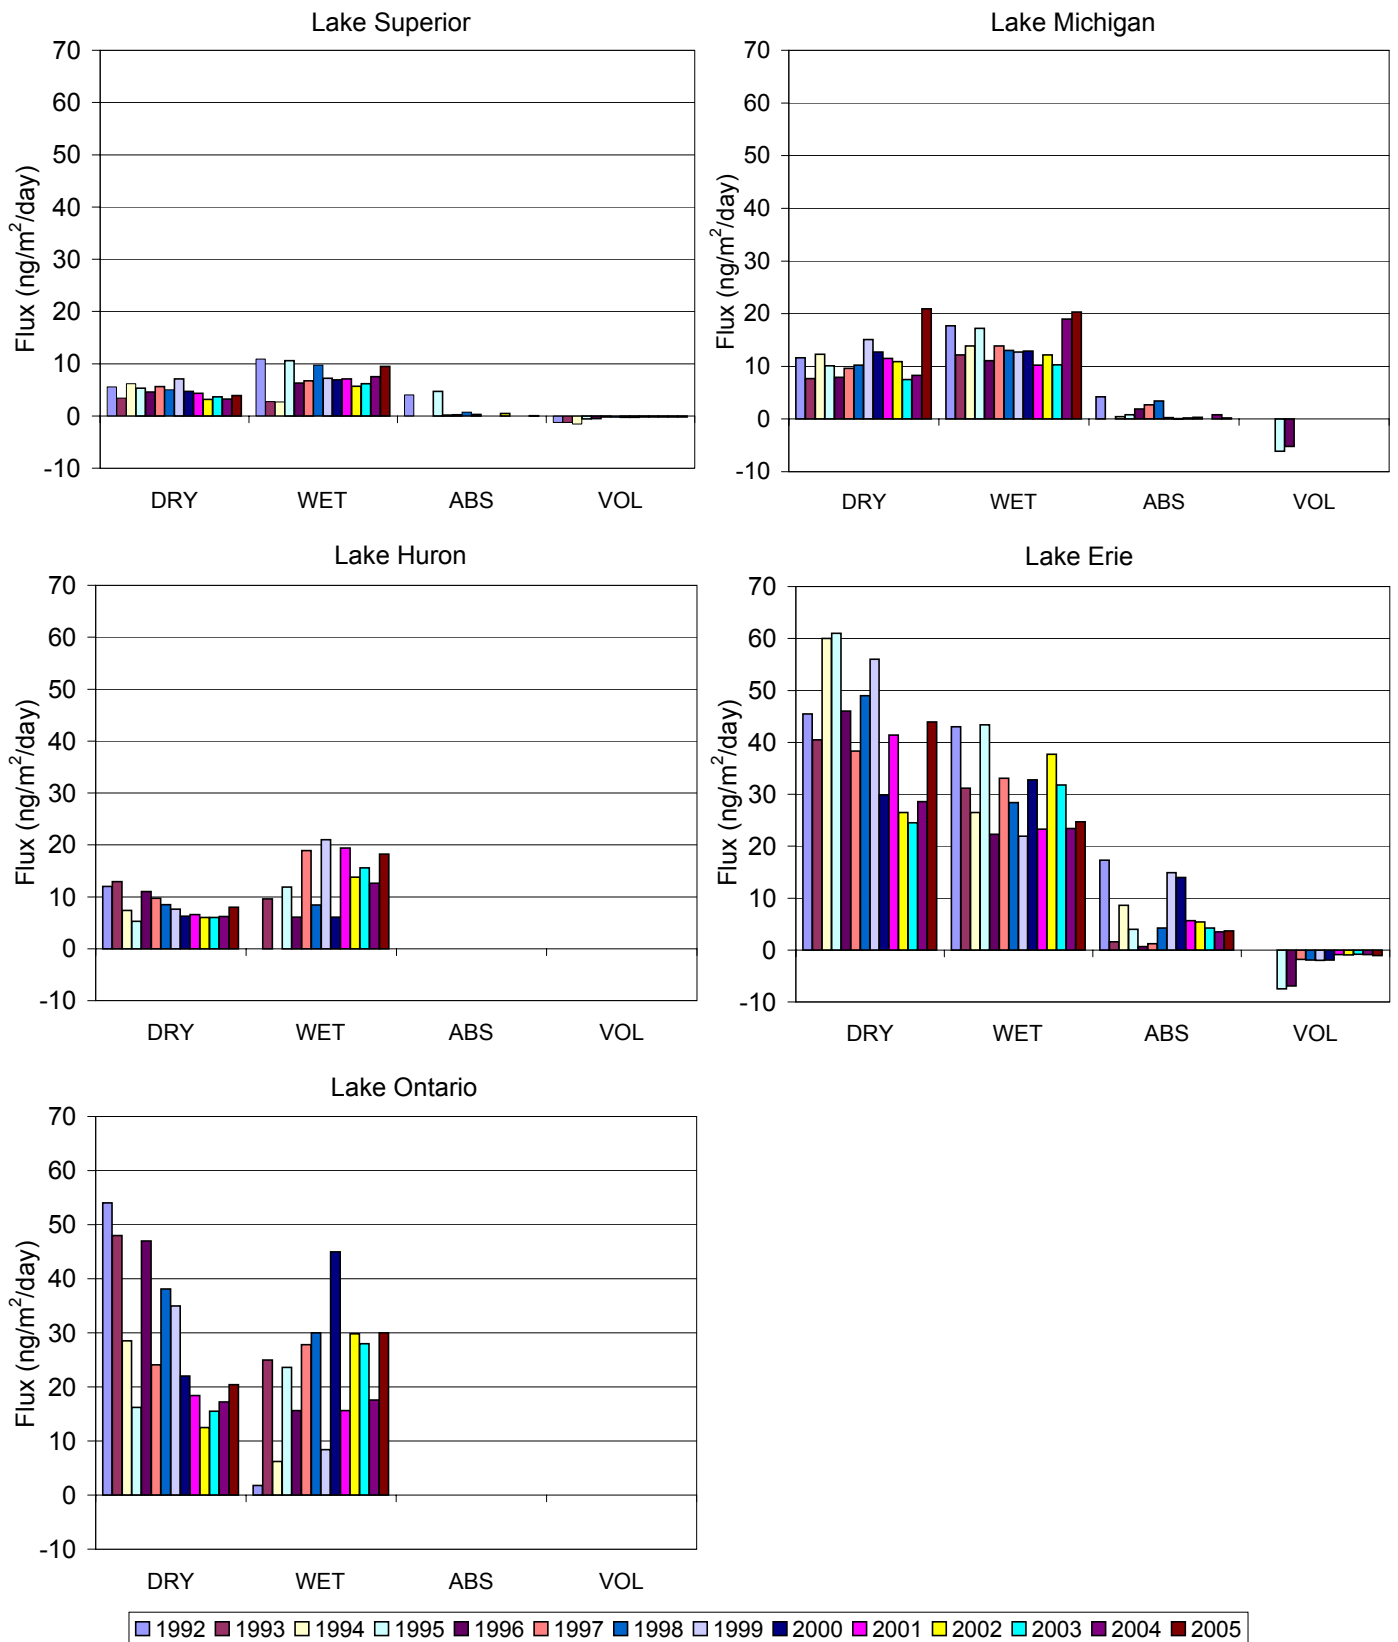 Lake Superior
70
60
50
40
30
20
10
0
-10
Flux (ng/m²/day)
DRY WET ABS VOL
Lake Michigan
70
60
50
40
30
20
10
0
-10
Flux (ng/m²/day)
DRY WET ABS VOL
Lake Huron
70
60
50
40
30
20
10
0
-10
Flux (ng/m²/day)
DRY WET ABS VOL
Lake Erie
70
60
50
40
30
20
10
0
-10
Flux (ng/m²/day)
DRY WET ABS VOL
Lake Ontario
70
60
50
40
30
20
10
0
-10
Flux (ng/m²/day)
DRY WET ABS VOL
1992 1993 1994 1995 1996 1997 1998 1999 2000 2001 2002 2003 2004 2005